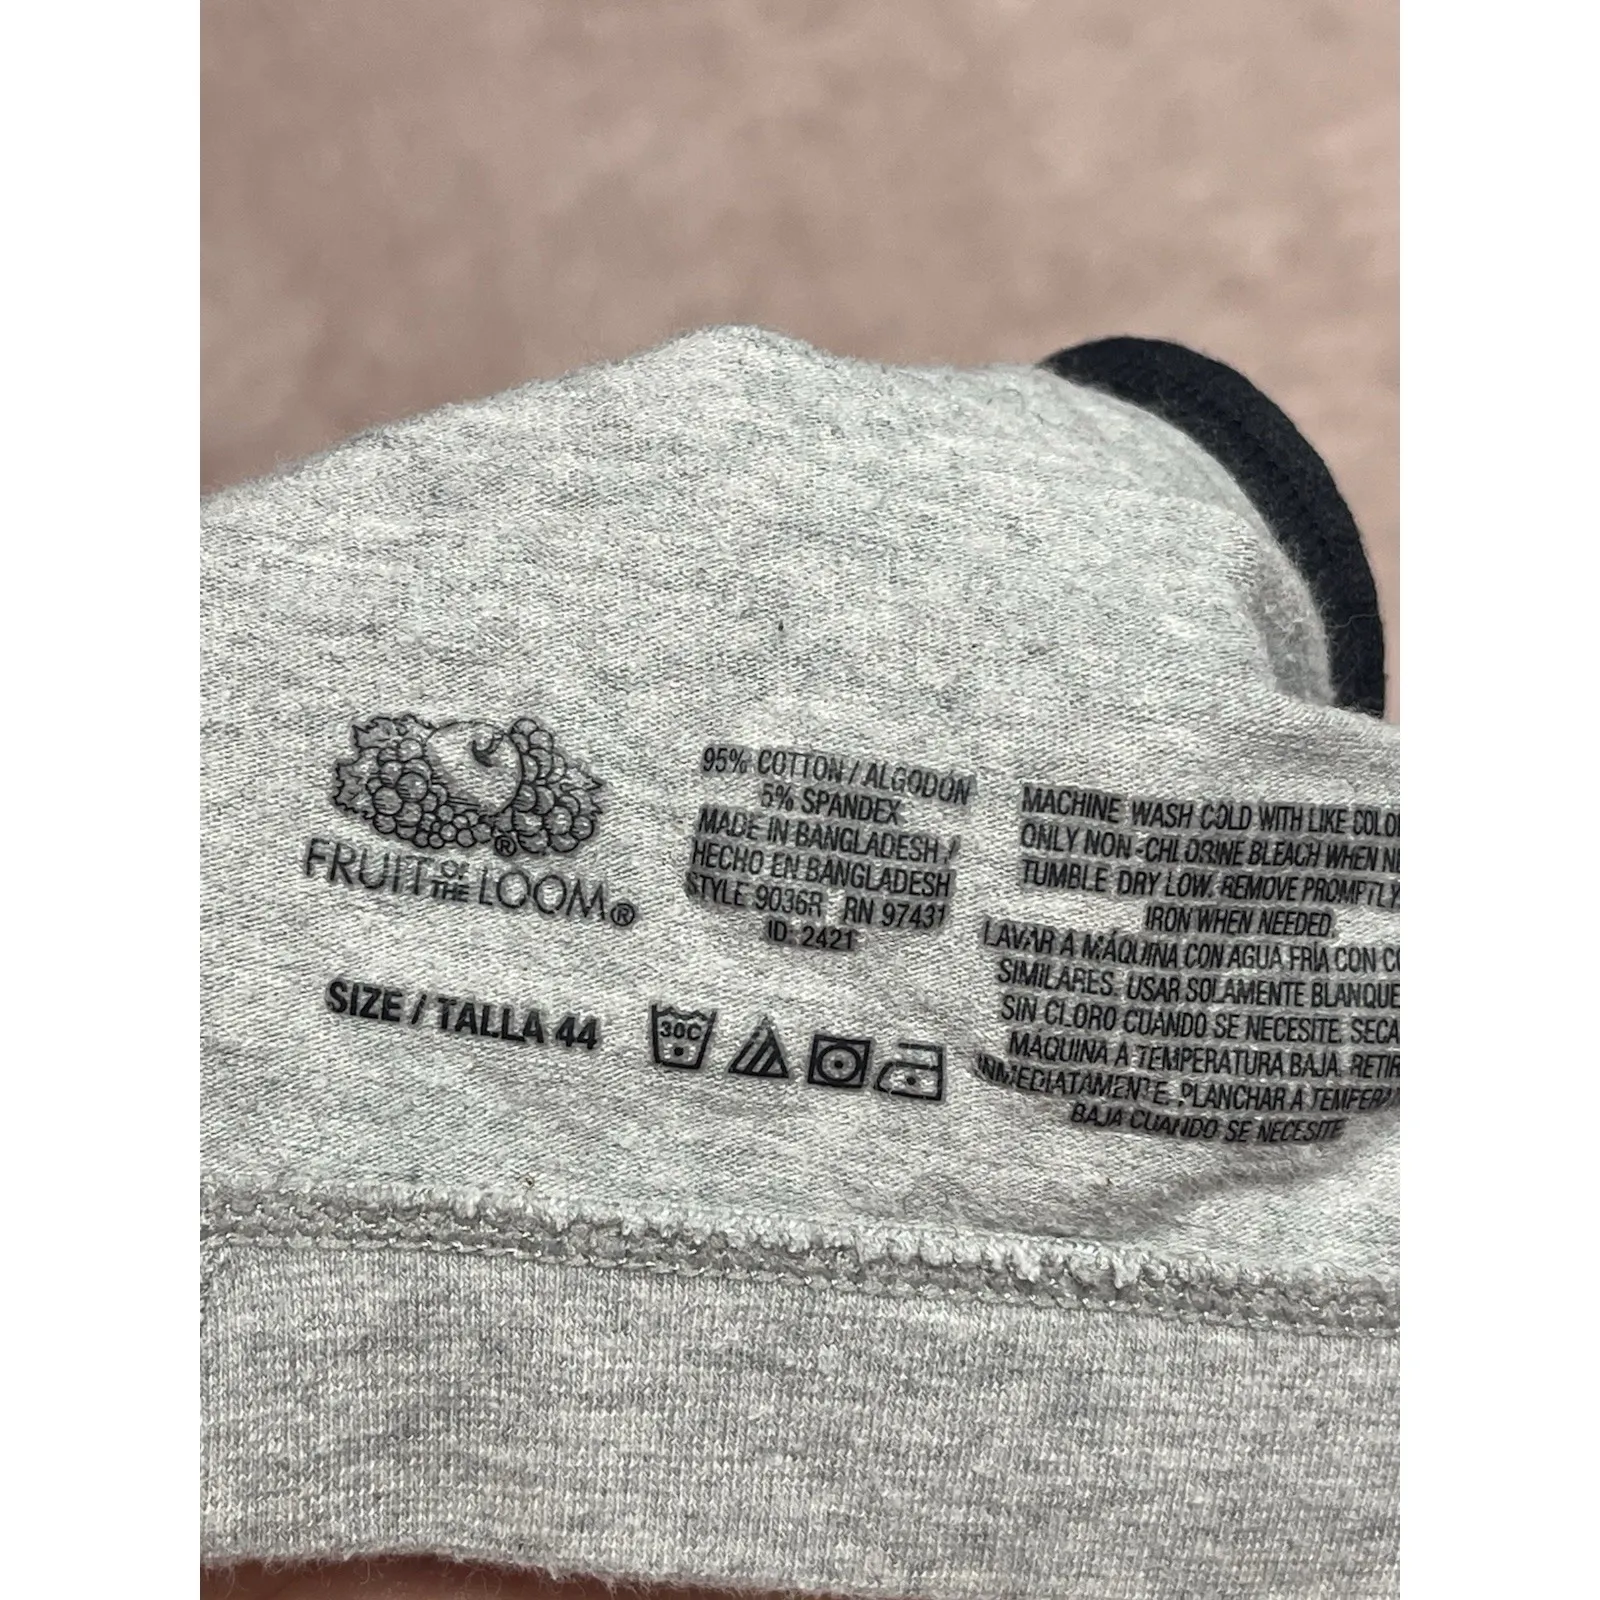 FRUIT OF THE LOOM®
SIZE / TALLA 44
95% COTTON / ALGODÓN
5% SPANDEX
MADE IN BANGLADESH /
HECHO EN BANGLADESH
STYLE 9036R RN 97431
ID: 2421
30C
MACHINE WASH COLD WITH LIKE
ONLY NON-CHLORINE BLEACH WHEN
TUMBLE DRY LOW. REMOVE PROMPTLY.
IRON WHEN NEEDED.
LAVAR A MÁQUINA CON AGUA FRÍA CON
SIMILARES. USAR SOLAMENTE
SIN CLORO CUANDO SE NECESITE.
MÁQUINA A TEMPERATURA BAJA.
INMEDIATAMENTE. PLANCHAR A
BAJA CUANDO SE NECESITE